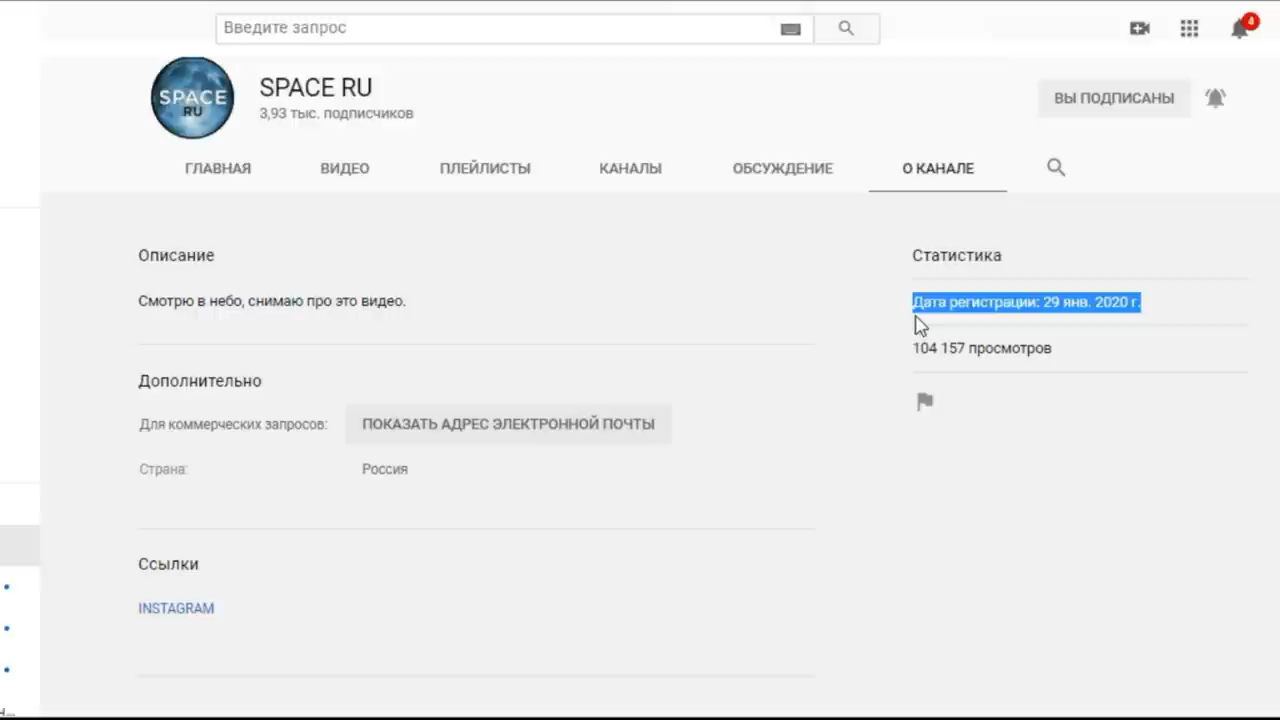 Введите запрос
4
SPACE RU
SPACE RU
3,93 тыс. подписчиков
ВЫ ПОДПИСАНЫ
ГЛАВНАЯ ВИДЕО ПЛЕЙЛИСТЫ КАНАЛЫ ОБСУЖДЕНИЕ О КАНАЛЕ
Описание
Смотрю в небо, снимаю про это видео.
Дополнительно
Для коммерческих запросов: ПОКАЗАТЬ АДРЕС ЭЛЕКТРОННОЙ ПОЧТЫ
Страна: Россия
Ссылки
INSTAGRAM
Статистика
Дата регистрации: 29 янв. 2020 г.
104 157 просмотров